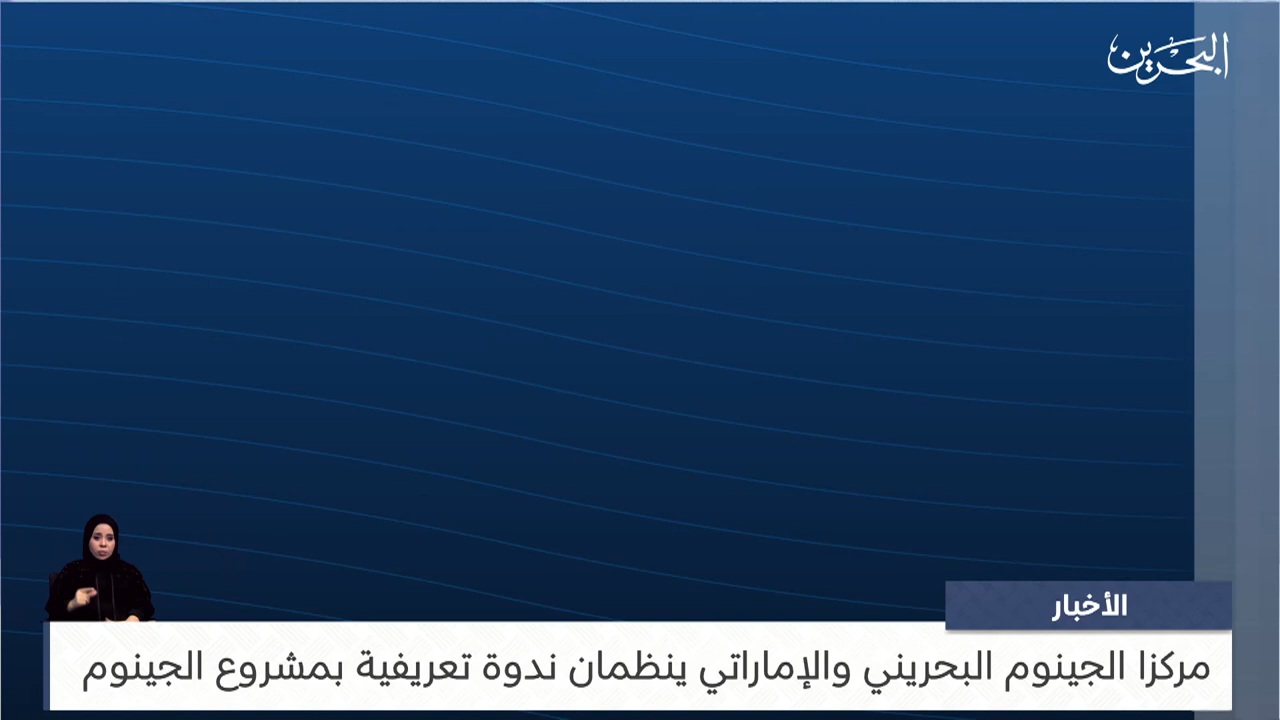 البحرين
الأخبار
مركزا الجينوم البحريني والإماراتي ينظمان ندوة تعريفية بمشروع الجينوم